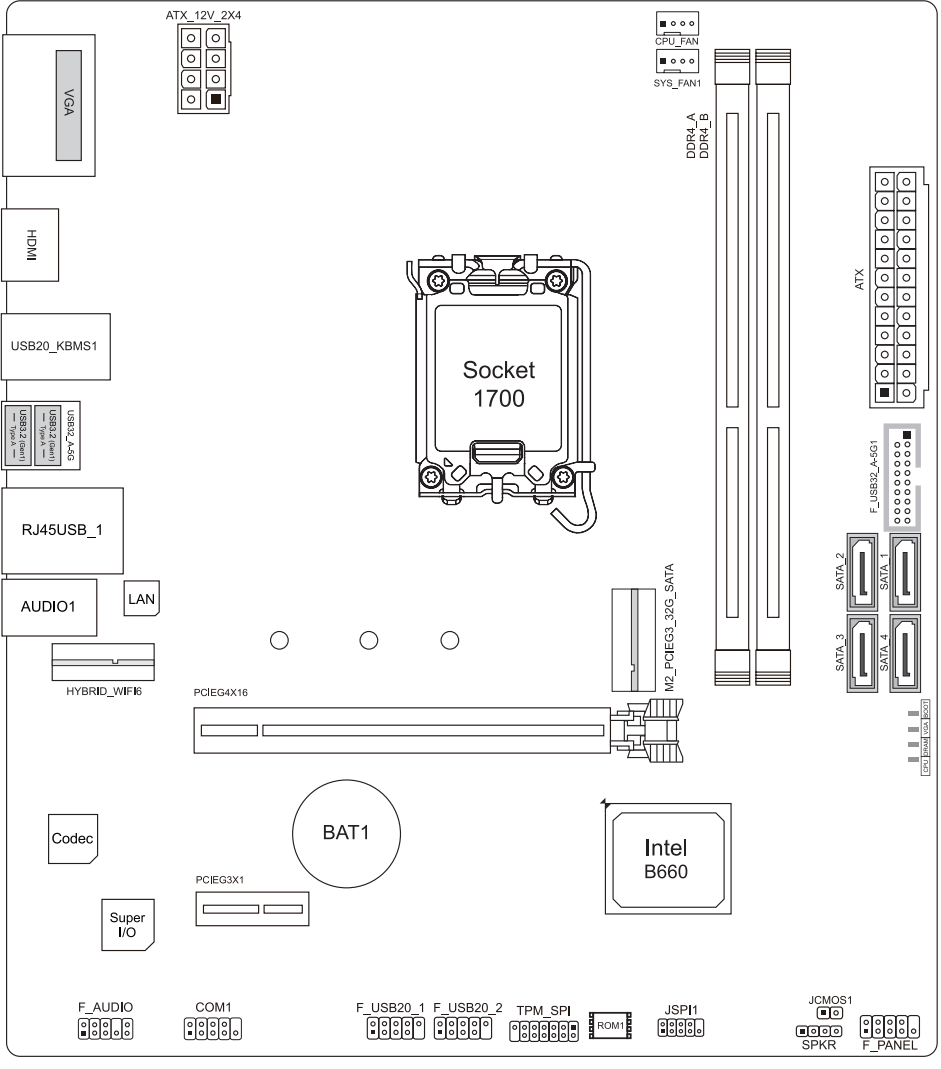 ATX_12V_2X4
CPU_FAN
SYS_FAN1
VGA
DDR4_A
DDR4_B
HDMI
ATX
USB20_KBMS1
Socket
1700
USB32_A-5G
USB3.2 (Gen1)
Type A
USB3.2 (Gen1)
Type A
F_USB32_A-5G1
RJ45USB_1
SATA_2
SATA_1
AUDIO1
LAN
M2_PCIEG3_32G_SATA
SATA_3
SATA_4
HYBRID_WIFI6
PCIEG4X16
CPU DRAM VGA BOOT
BAT1
Codec
Intel
B660
PCIEG3X1
Super
I/O
F_AUDIO
COM1
F_USB20_1
F_USB20_2
TPM_SPI
ROM1
JSPI1
JCMOS1
SPKR
F_PANEL